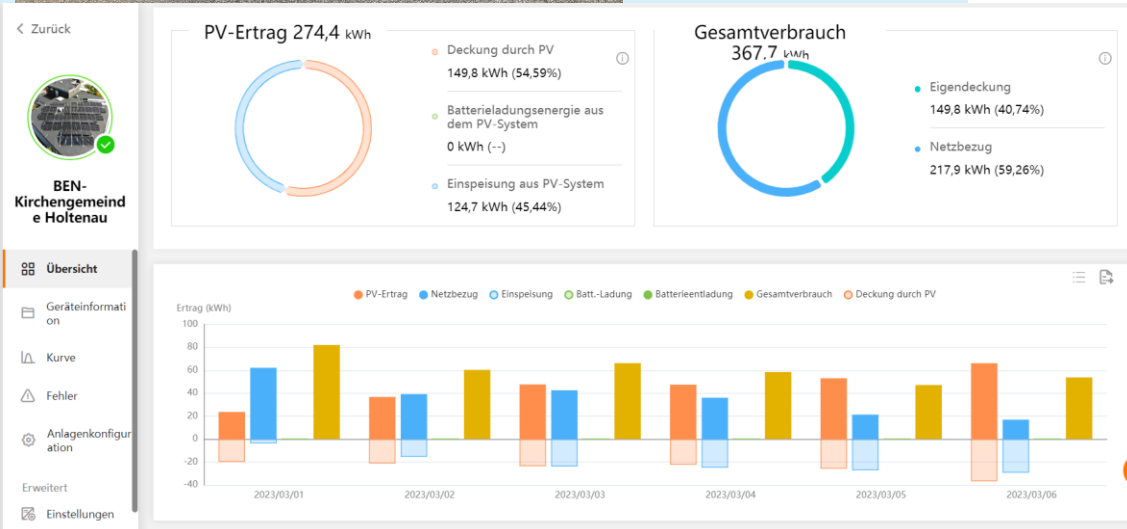 Zurück
BEN-
Kirchengemeind
e Holtenau
Übersicht
Geräteinformati
on
Kurve
Fehler
Anlagenkonfigur
ation
Erweitert
Einstellungen
PV-Ertrag 274,4 kWh
Deckung durch PV
149,8 kWh (54,59%)
Batterieladungsenergie aus
dem PV-System
0 kWh (--)
Einspeisung aus PV-System
124,7 kWh (45,44%)
Gesamtverbrauch
367,7 kWh
Eigendeckung
149,8 kWh (40,74%)
Netzbezug
217,9 kWh (59,26%)
PV-Ertrag Netzbezug Einspeisung Batt.-Ladung Batterieentladung Gesamtverbrauch Deckung durch PV
Ertrag (kWh)
100
80
60
40
20
0
-20
-40
2023/03/01 2023/03/02 2023/03/03 2023/03/04 2023/03/05 2023/03/06